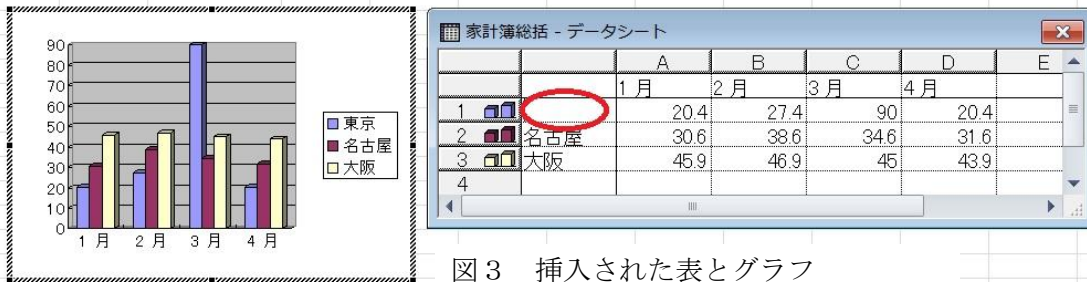 90
80
70
60
50
40
30
20
10
0
1 月 2 月 3 月 4 月
東京
名古屋
大阪
家計簿総括 - データシート
A B C D E
1 月 2 月 3 月 4 月
1 20.4 27.4 90 20.4
2 名古屋 30.6 38.6 34.6 31.6
3 大阪 45.9 46.9 45 43.9
4
図３ 挿入された表とグラフ